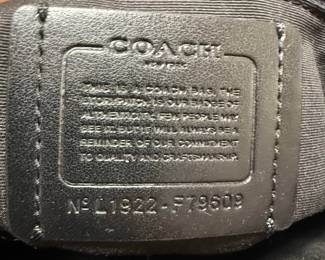 COACH
NEW YORK
THIS IS A COACH BAG. THE
STORYPATCH IS OUR BADGE OF
AUTHENTICITY. FEW PEOPLE MAY
SEE IT, BUT IT WILL ALWAYS BE A
REMINDER OF OUR COMMITMENT
TO QUALITY AND CRAFTSMANSHIP.
Nº L1922-F79609